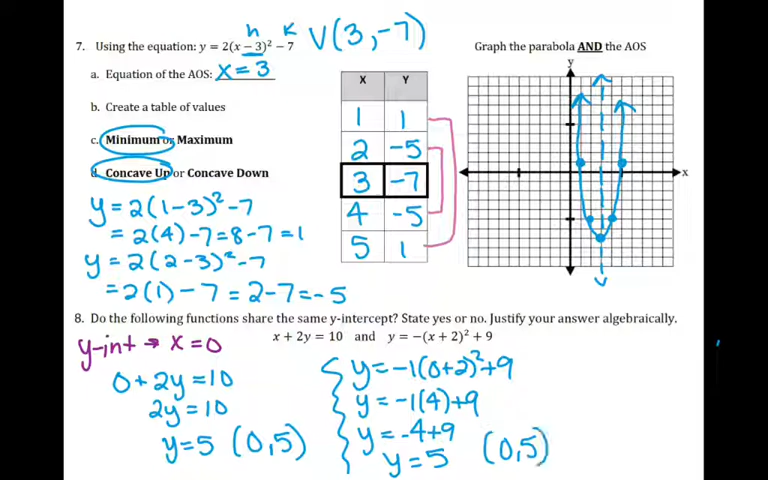 h k
7. Using the equation: y = 2(x − 3)² − 7 V(3, -7)
Graph the parabola AND the AOS
a. Equation of the AOS: x = 3
b. Create a table of values
c. Minimum or Maximum
d. Concave Up or Concave Down
X Y
1 1
2 -5
3 -7
4 -5
5 1
y
x
y = 2(1-3)² -7
= 2(4)-7 = 8-7 = 1
y = 2(2-3)² -7
= 2(1) - 7 = 2-7 = -5
8. Do the following functions share the same y-intercept? State yes or no. Justify your answer algebraically.
x + 2y = 10 and y = −(x + 2)² + 9
y-int → x = 0
0 + 2y = 10
2y = 10
y = 5 (0,5)
y = -1(0+2)² + 9
y = -1(4) + 9
y = -4+9
y = 5 (0,5)